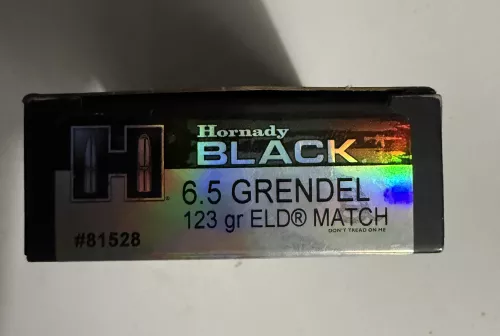 Hornady
BLACK
6.5 GRENDEL
123 gr ELD® MATCH
DON'T TREAD ON ME
#81528